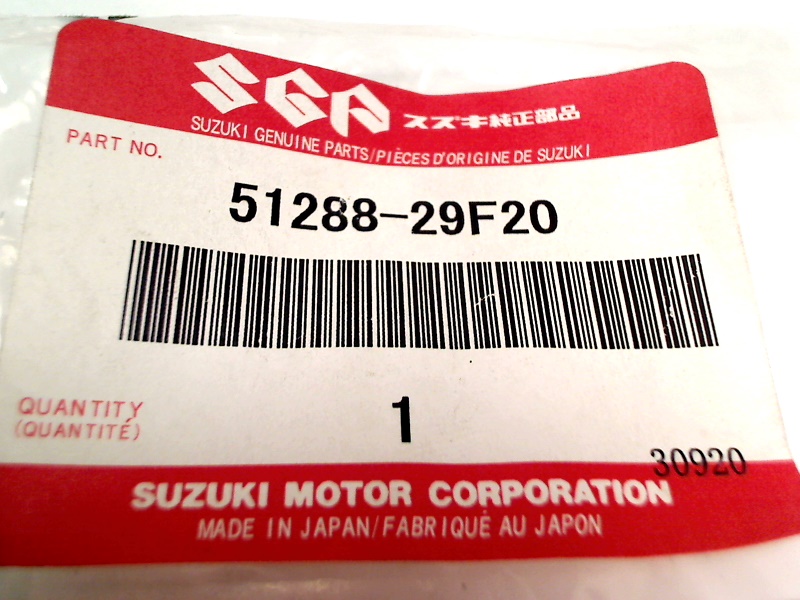 SGP スズキ純正部品
SUZUKI GENUINE PARTS/PIÈCES D'ORIGINE DE SUZUKI
PART NO.
51288-29F20
QUANTITY
(QUANTITÉ)
1
30920
SUZUKI MOTOR CORPORATION
MADE IN JAPAN/FABRIQUÉ AU JAPON